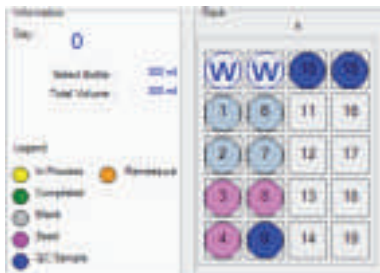 Information
Rack
A
Day: 0
Select Bottle 300 ml
Total Volume 300 ml
W W
1 6 11 16
2 7 12 17
3 8 13 18
4 14 19
Legend
In Process
Completed
Blank
Seed
QC Sample